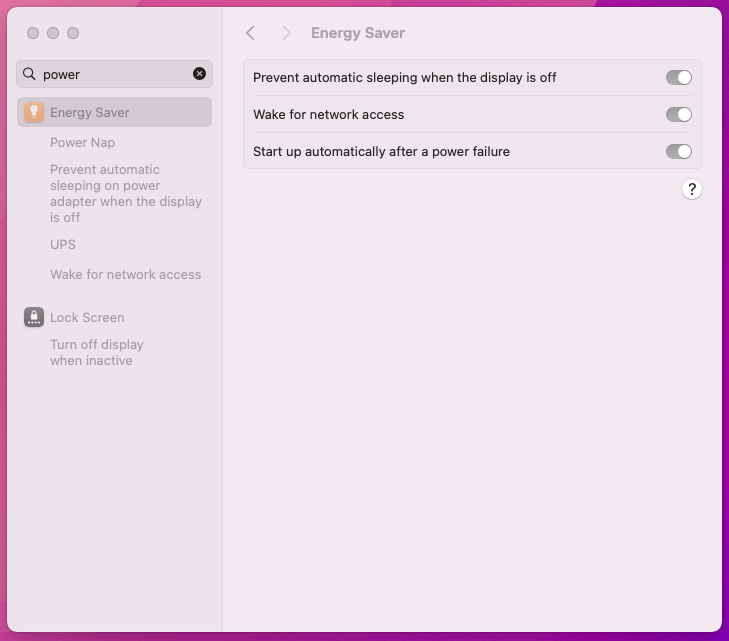 Energy Saver
power
Energy Saver
Power Nap
Prevent automatic
sleeping on power
adapter when the display
is off
UPS
Wake for network access
Lock Screen
Turn off display
when inactive
Prevent automatic sleeping when the display is off
Wake for network access
Start up automatically after a power failure
?